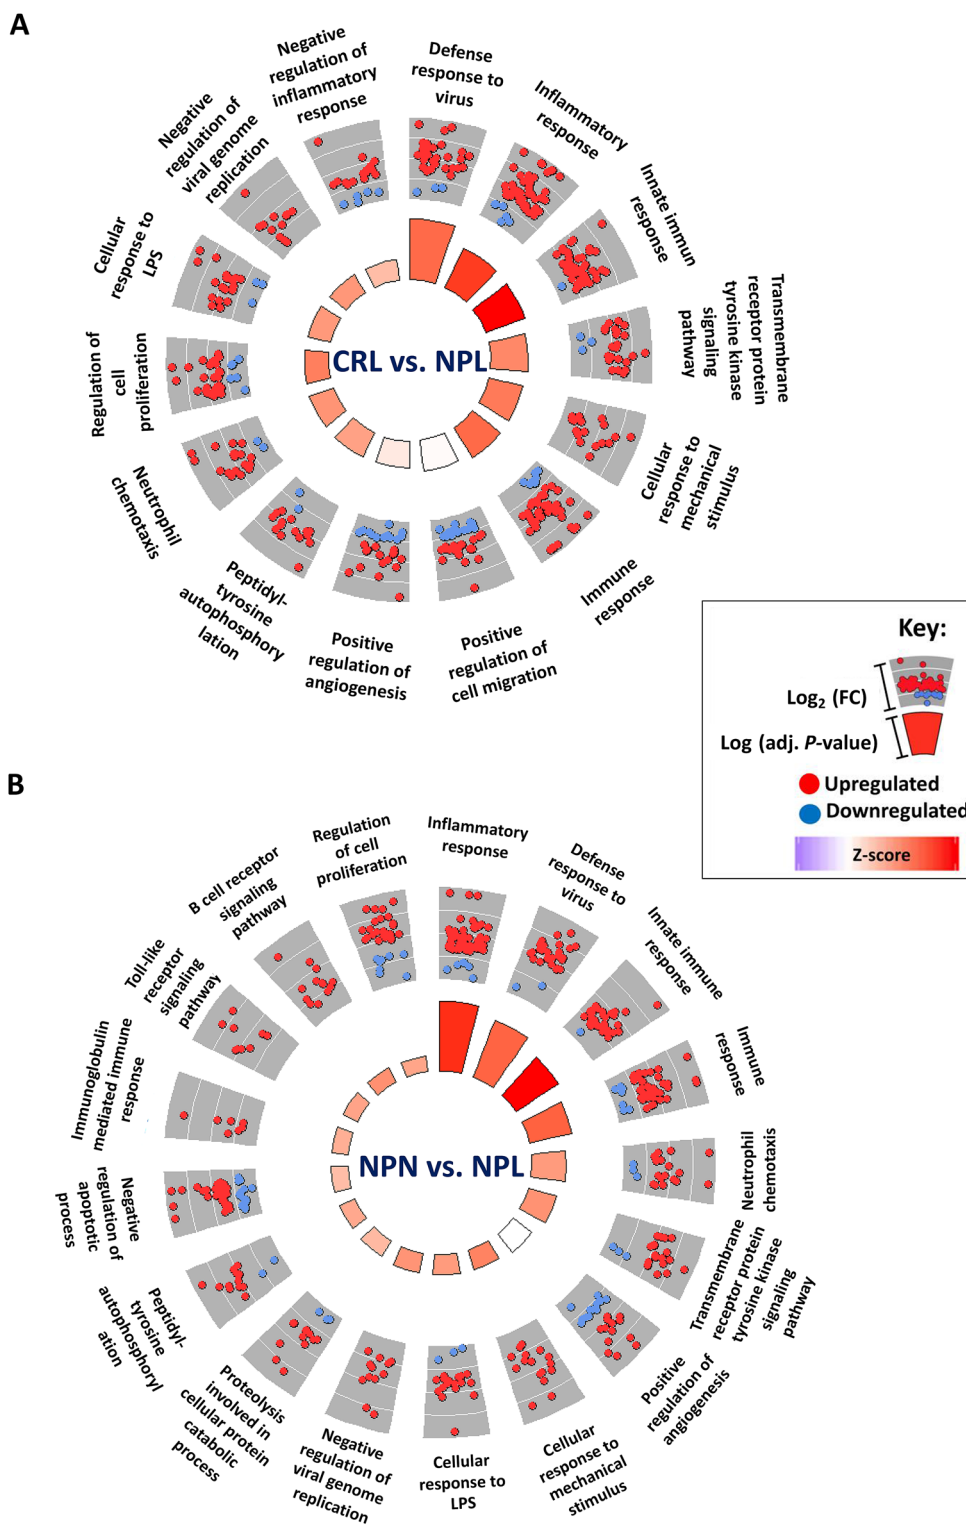 A
Negative
regulation of
inflammatory
response
Defense
response to
virus
Inflammatory
response
Innate immun
response
Transmembrane
receptor protein
tyrosine kinase
signaling
pathway
Cellular
response to
mechanical
stimulus
Immune
response
Positive
regulation of
cell migration
Positive
regulation of
angiogenesis
Peptidyl-
tyrosine
autophosphory
lation
Neutrophil
chemotaxis
Regulation of
cell
proliferation
Cellular
response to
LPS
Negative
regulation of
viral genome
replication
CRL vs. NPL
Key:
Log2 (FC)
Log (adj. P-value)
Upregulated
Downregulated
Z-score
B
Regulation
of cell
proliferation
Inflammatory
response
Defense
response to
virus
Innate immune
response
Immune
response
Neutrophil
chemotaxis
Transmembrane
receptor protein
tyrosine kinase
signaling
pathway
Positive
regulation of
angiogenesis
Cellular
response to
mechanical
stimulus
Cellular
response to
LPS
Negative
regulation of
viral genome
replication
Proteolysis
involved in
cellular protein
catabolic
process
Peptidyl-
tyrosine
autophosphoryl
ation
Negative
regulation of
apoptotic
process
Immunoglobulin
mediated immune
response
Toll-like
receptor
signaling
pathway
B cell receptor
signaling
pathway
NPN vs. NPL